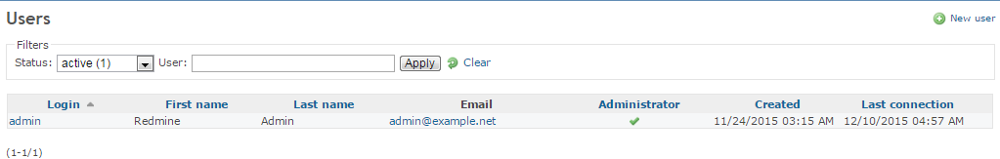 Users New user
Filters
Status: active (1) User: Apply Clear
Login First name Last name Email Administrator Created Last connection
admin Redmine Admin admin@example.net 11/24/2015 03:15 AM 12/10/2015 04:57 AM
(1-1/1)